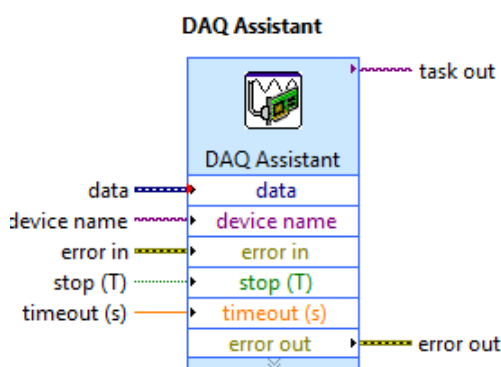 DAQ Assistant
task out
DAQ Assistant
data data
device name device name
error in error in
stop (T) stop (T)
timeout (s) timeout (s)
error out error out